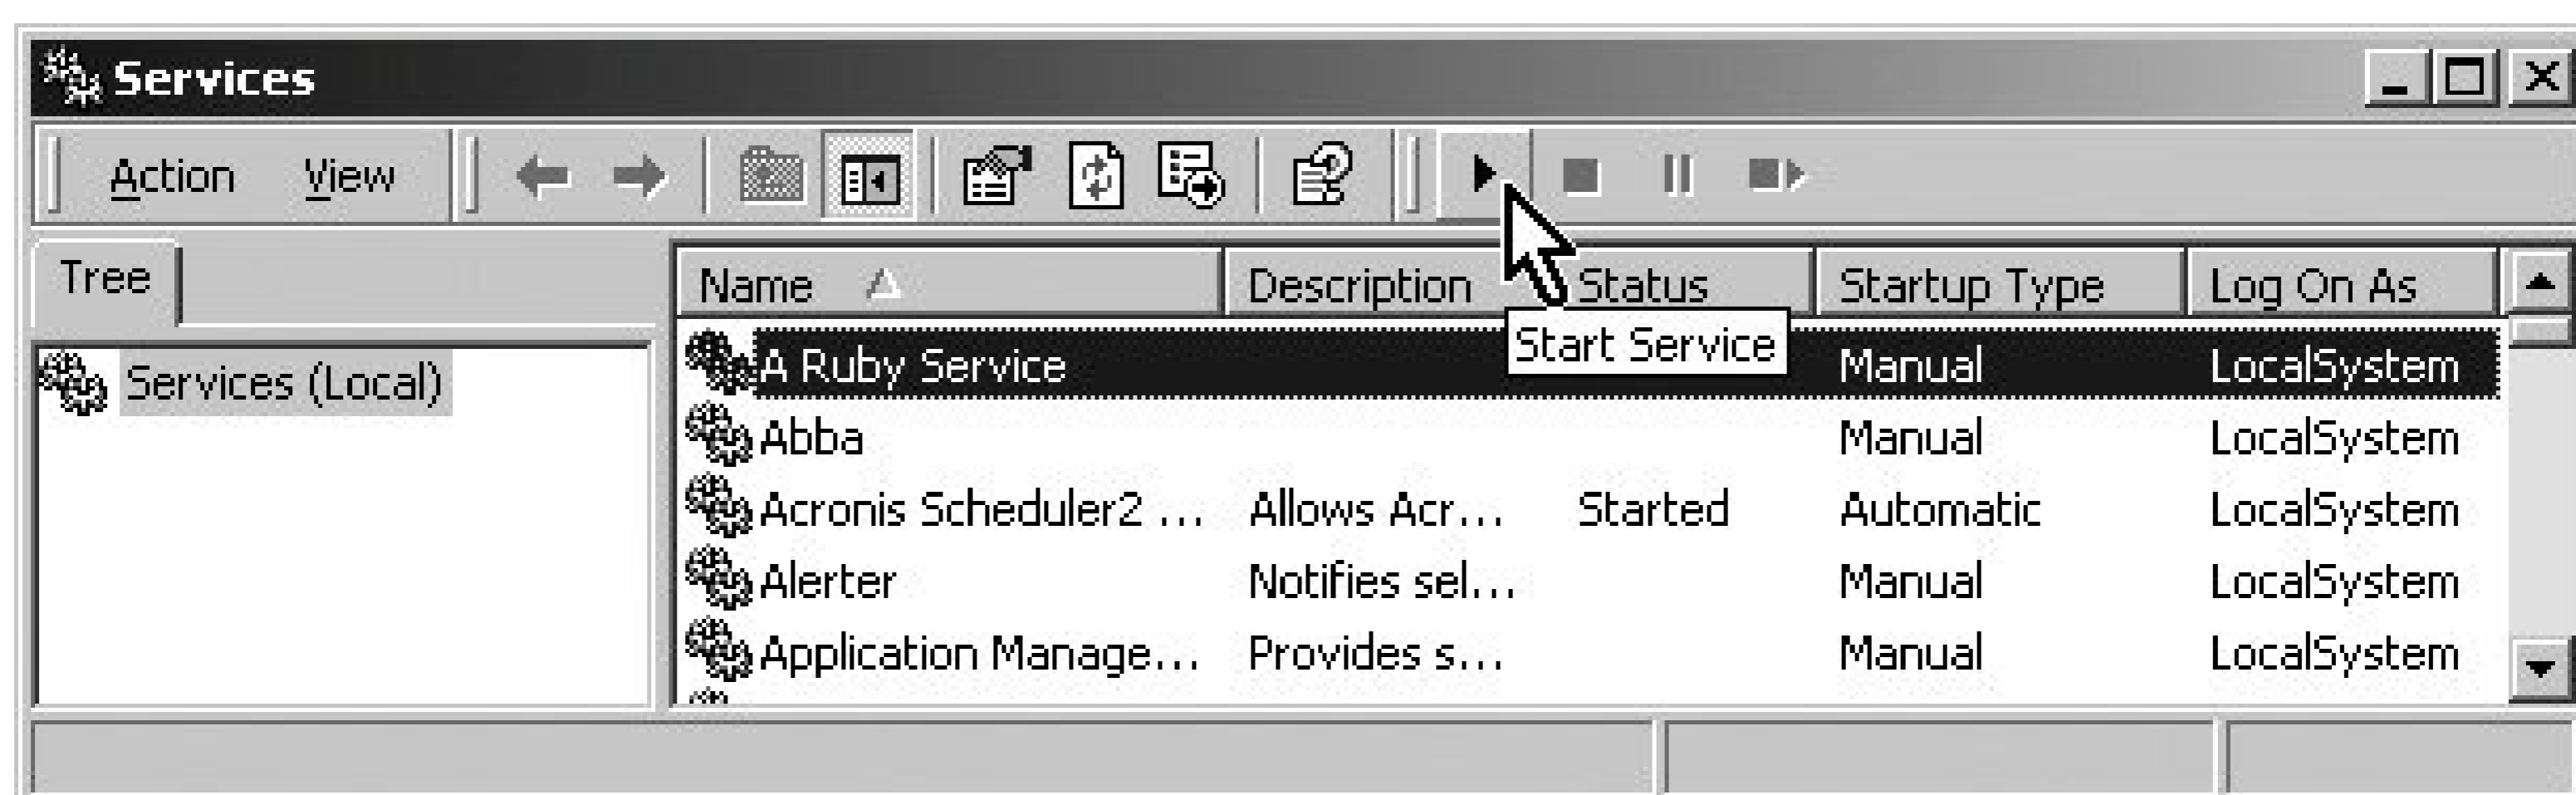 Services
Action View
Tree
Name Description Status Startup Type Log On As
Start Service
Services (Local)
A Ruby Service Manual LocalSystem
Abba Manual LocalSystem
Acronis Scheduler2 ... Allows Acr... Started Automatic LocalSystem
Alerter Notifies sel... Manual LocalSystem
Application Manage... Provides s... Manual LocalSystem